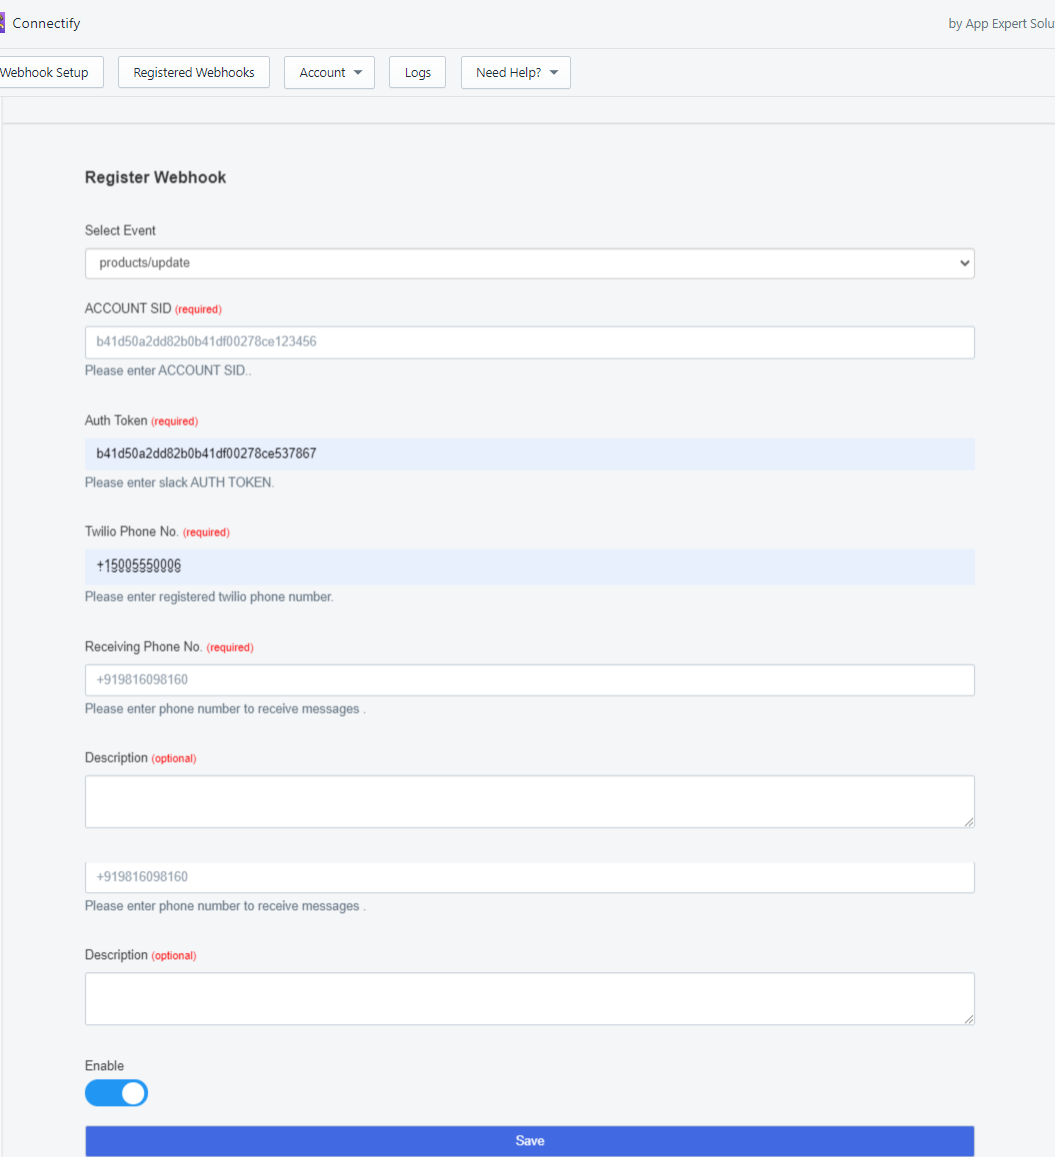 Connectify
by App Expert Solu
Webhook Setup
Registered Webhooks
Account
Logs
Need Help?
Register Webhook
Select Event
products/update
ACCOUNT SID (required)
b41d50a2dd82b0b41df00278ce123456
Please enter ACCOUNT SID..
Auth Token (required)
b41d50a2dd82b0b41df00278ce537867
Please enter slack AUTH TOKEN.
Twilio Phone No. (required)
+15005550006
Please enter registered twilio phone number.
Receiving Phone No. (required)
+919816098160
Please enter phone number to receive messages .
Description (optional)
+919816098160
Please enter phone number to receive messages .
Description (optional)
Enable
Save